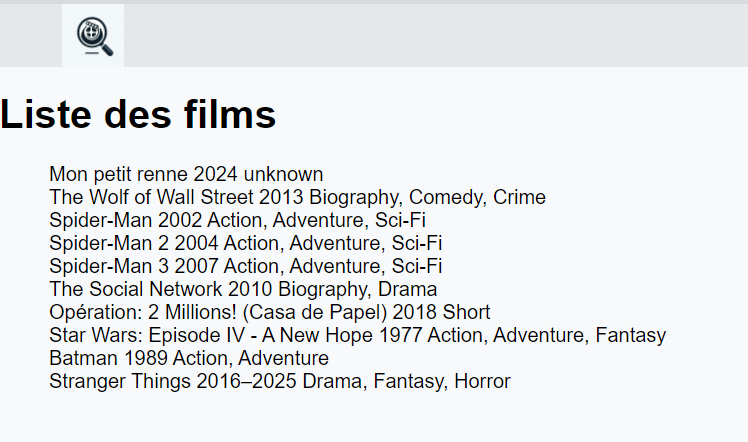 Liste des films
Mon petit renne 2024 unknown
The Wolf of Wall Street 2013 Biography, Comedy, Crime
Spider-Man 2002 Action, Adventure, Sci-Fi
Spider-Man 2 2004 Action, Adventure, Sci-Fi
Spider-Man 3 2007 Action, Adventure, Sci-Fi
The Social Network 2010 Biography, Drama
Opération: 2 Millions! (Casa de Papel) 2018 Short
Star Wars: Episode IV - A New Hope 1977 Action, Adventure, Fantasy
Batman 1989 Action, Adventure
Stranger Things 2016–2025 Drama, Fantasy, Horror